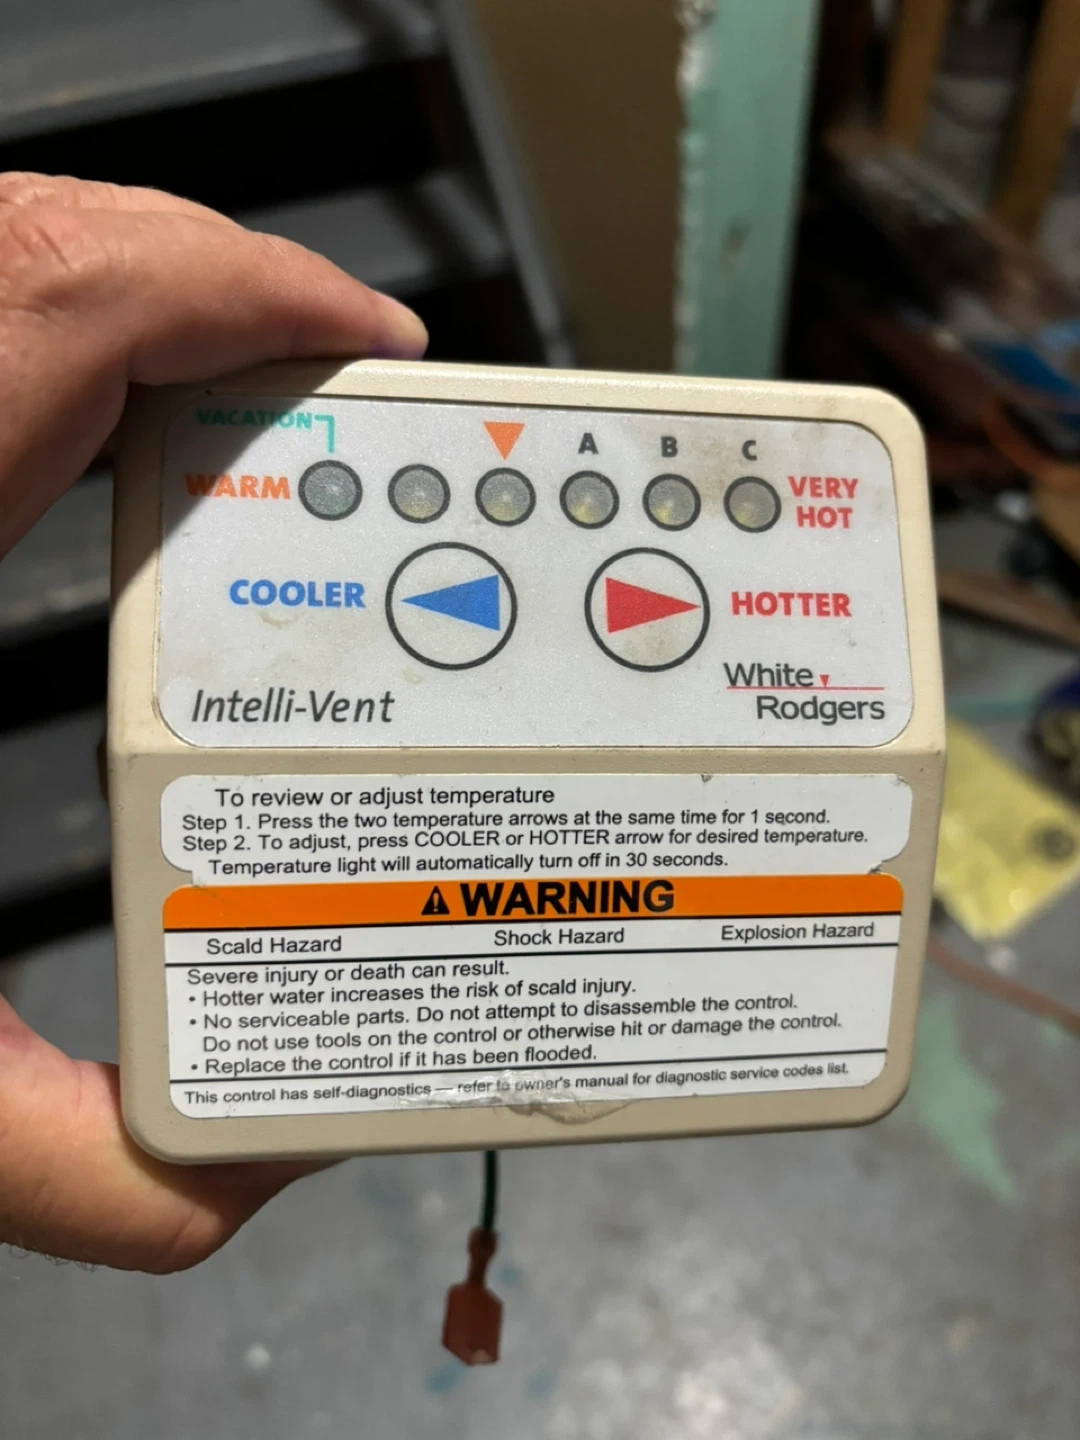 VACATION
A B C
WARM
VERY
HOT
COOLER
HOTTER
Intelli-Vent
White
Rodgers
To review or adjust temperature
Step 1. Press the two temperature arrows at the same time for 1 second.
Step 2. To adjust, press COOLER or HOTTER arrow for desired temperature.
Temperature light will automatically turn off in 30 seconds.
WARNING
Scald Hazard Shock Hazard Explosion Hazard
Severe injury or death can result.
• Hotter water increases the risk of scald injury.
• No serviceable parts. Do not attempt to disassemble the control.
Do not use tools on the control or otherwise hit or damage the control.
• Replace the control if it has been flooded.
This control has self-diagnostics — refer to owner's manual for diagnostic service codes list.